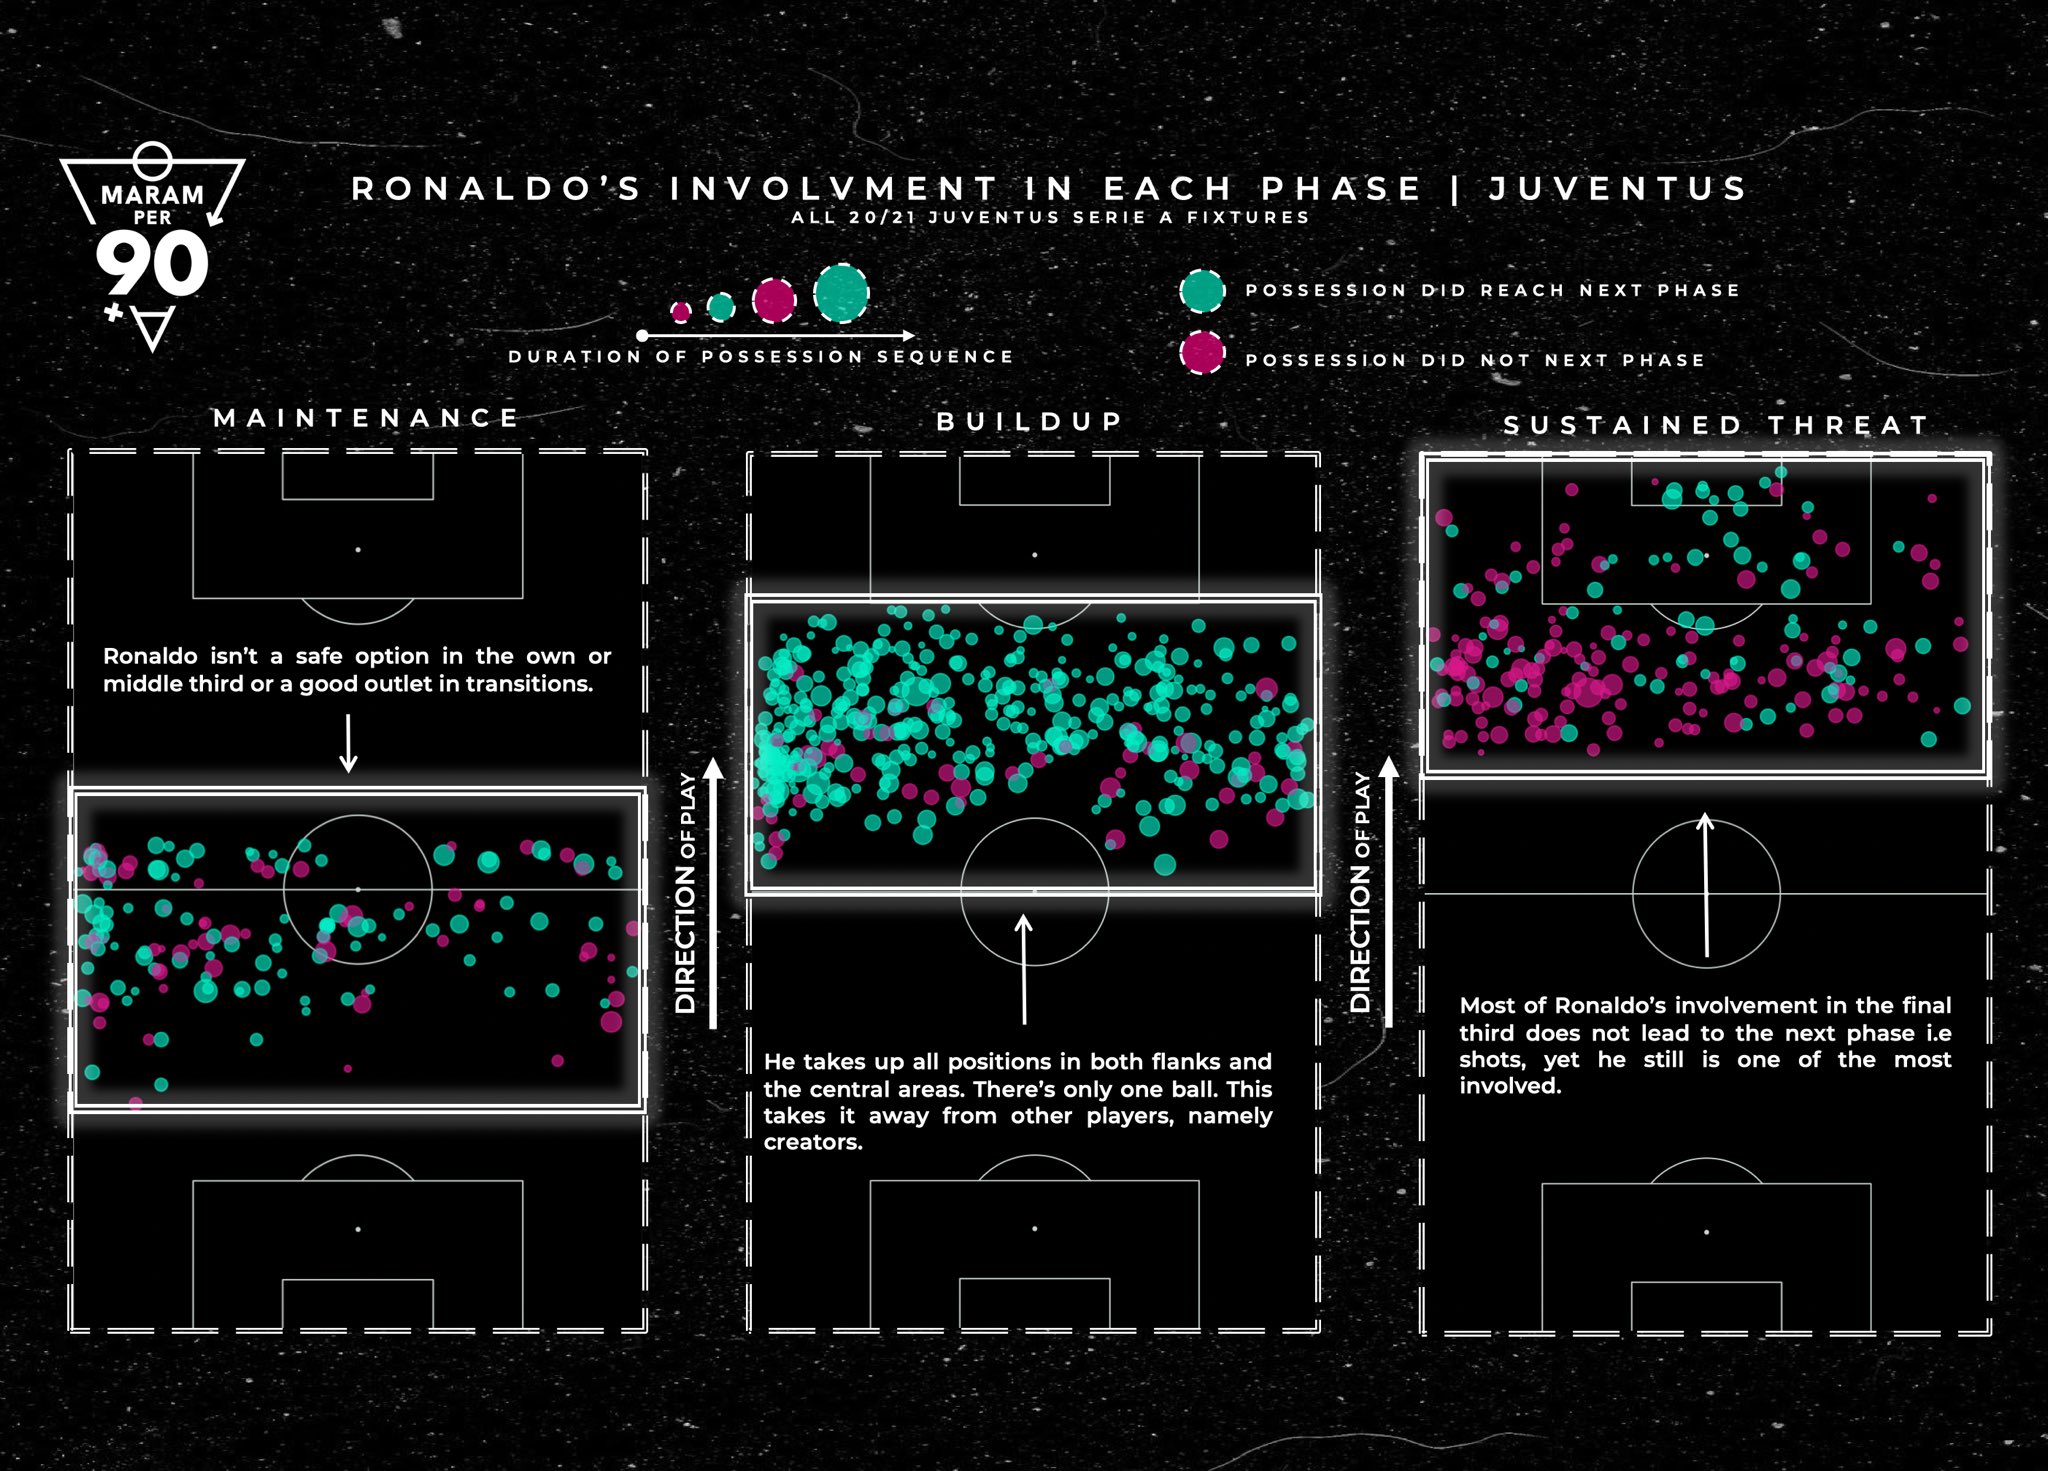 MARAM
PER
90
+
RONALDO'S INVOLVMENT IN EACH PHASE | JUVENTUS
ALL 20/21 JUVENTUS SERIE A FIXTURES
DURATION OF POSSESSION SEQUENCE
POSSESSION DID REACH NEXT PHASE
POSSESSION DID NOT NEXT PHASE
MAINTENANCE
Ronaldo isn't a safe option in the own or
middle third or a good outlet in transitions.
DIRECTION OF PLAY
BUILDUP
He takes up all positions in both flanks and
the central areas. There's only one ball. This
takes it away from other players, namely
creators.
DIRECTION OF PLAY
SUSTAINED THREAT
Most of Ronaldo's involvement in the final
third does not lead to the next phase i.e
shots, yet he still is one of the most
involved.